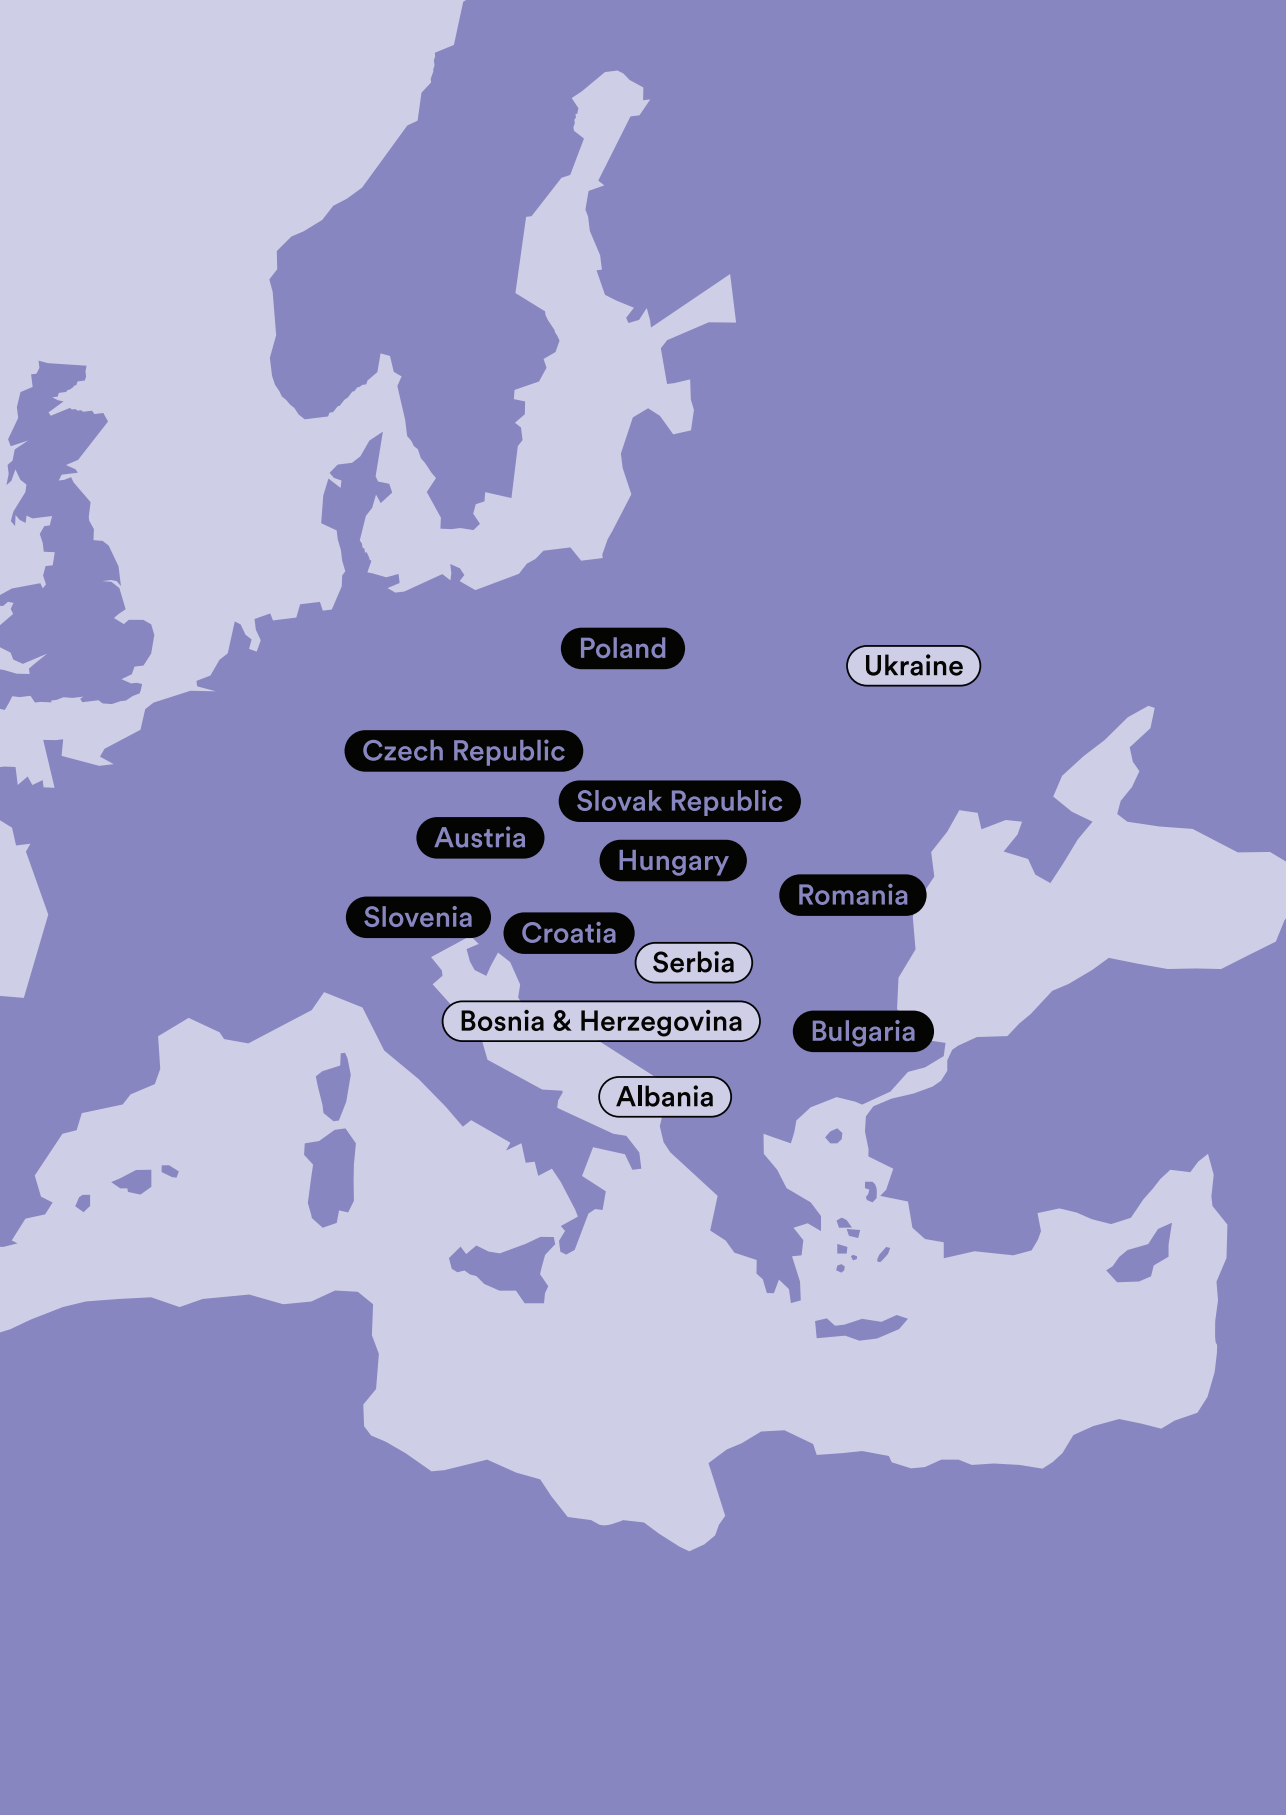 Poland
Ukraine
Czech Republic
Slovak Republic
Austria
Hungary
Romania
Slovenia
Croatia
Serbia
Bosnia & Herzegovina
Bulgaria
Albania